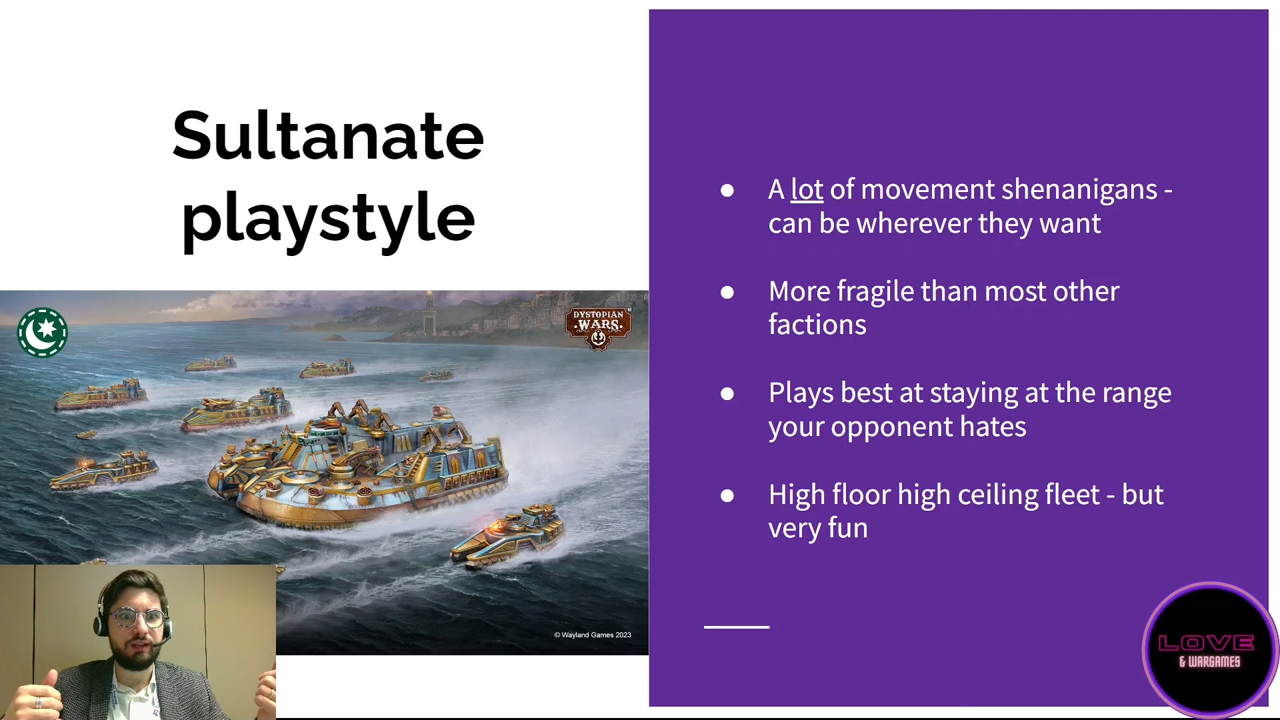 Sultanate
playstyle
● A lot of movement shenanigans -
can be wherever they want
● More fragile than most other
factions
● Plays best at staying at the range
your opponent hates
● High floor high ceiling fleet - but
very fun
DYSTOPIAN
WARS
© Wayland Games 2023
LOVE
& WARGAMES